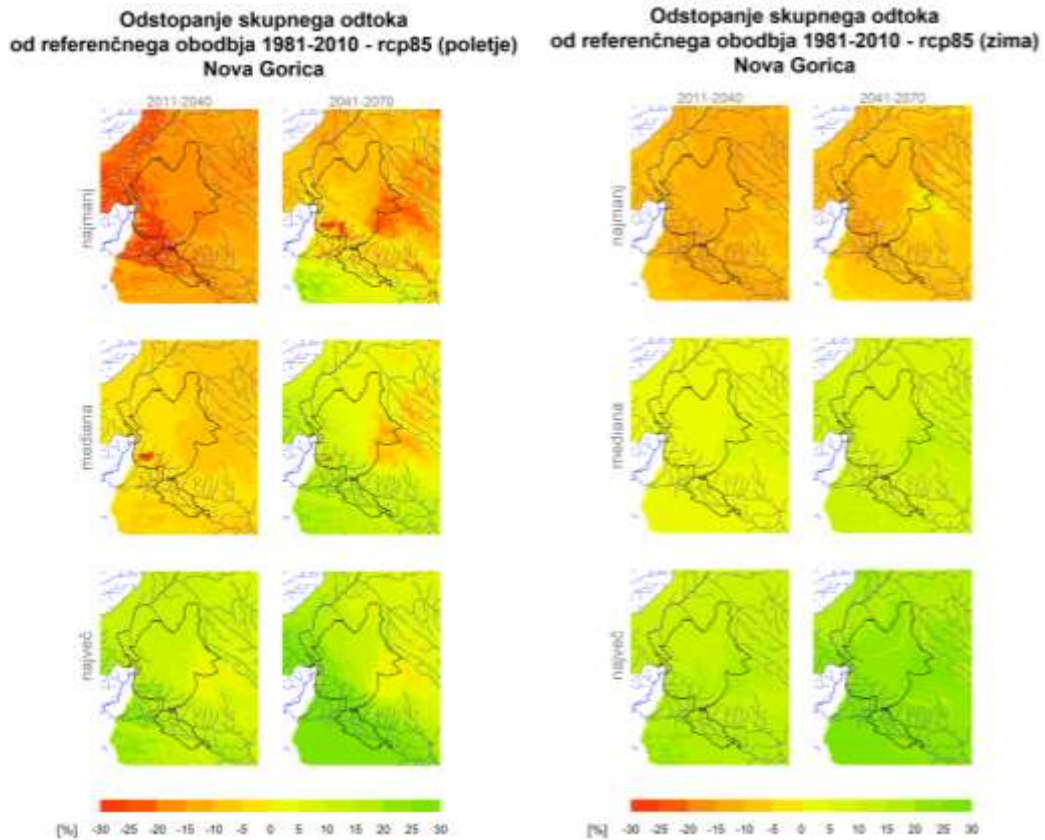 Odstopanje skupnega odtoka
od referenčnega obodbja 1981-2010 - rcp85 (poletje)
Nova Gorica
2011-2040 2041-2070
najmanj
mediana
največ
[%] -30 -25 -20 -15 -10 -5 0 5 10 15 20 25 30
Odstopanje skupnega odtoka
od referenčnega obodbja 1981-2010 - rcp85 (zima)
Nova Gorica
2011-2040 2041-2070
najmanj
mediana
največ
[%] -30 -25 -20 -15 -10 -5 0 5 10 15 20 25 30